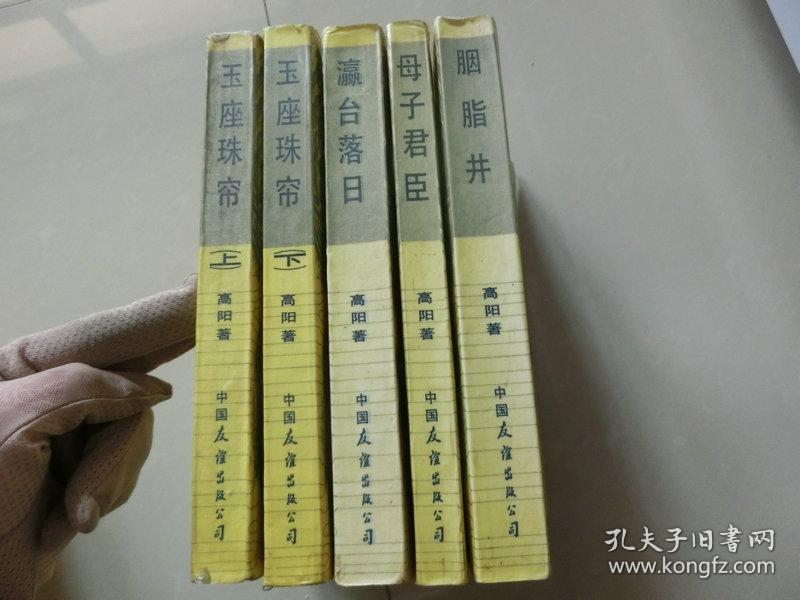 玉座珠帘
(上)
高阳著
中国友谊出版公司
玉座珠帘
(下)
高阳著
中国友谊出版公司
瀛台落日
高阳著
中国友谊出版公司
母子君臣
高阳著
中国友谊出版公司
胭脂井
高阳著
中国友谊出版公司
孔夫子旧书网
www.kongfz.com